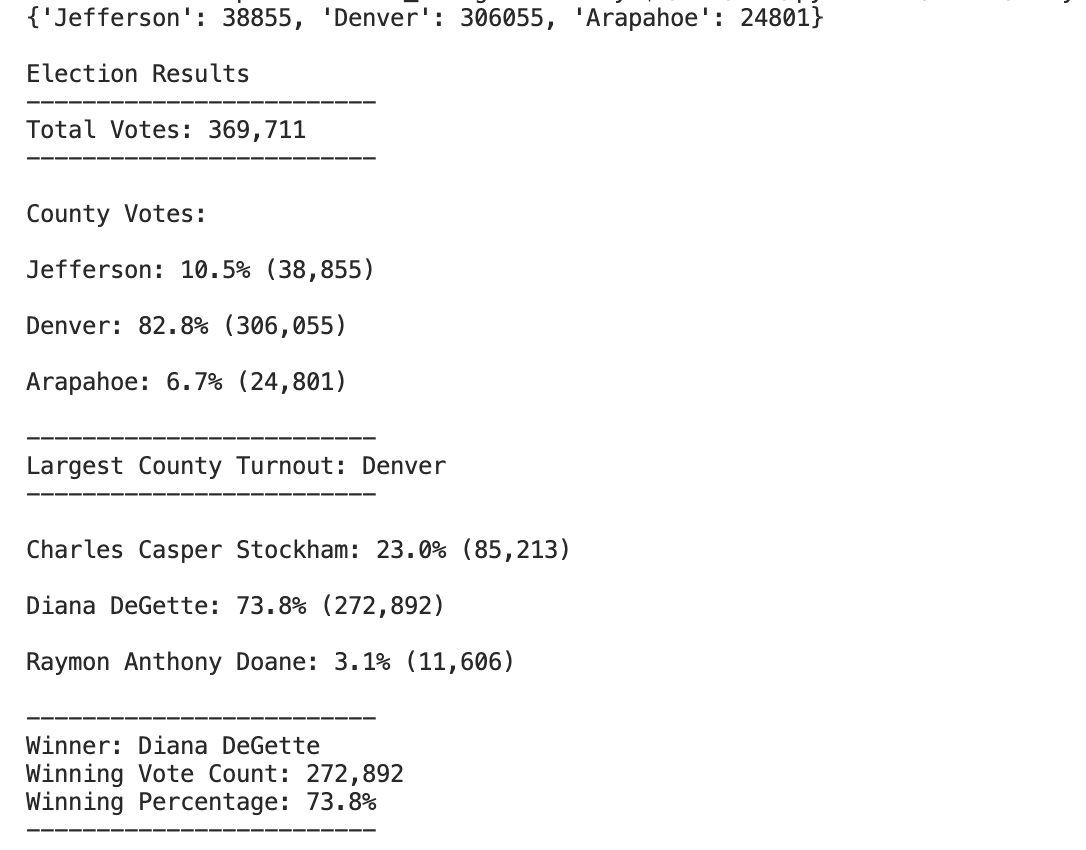 {'Jefferson': 38855, 'Denver': 306055, 'Arapahoe': 24801}
Election Results
-------------------------
Total Votes: 369,711
-------------------------
County Votes:
Jefferson: 10.5% (38,855)
Denver: 82.8% (306,055)
Arapahoe: 6.7% (24,801)
-------------------------
Largest County Turnout: Denver
-------------------------
Charles Casper Stockham: 23.0% (85,213)
Diana DeGette: 73.8% (272,892)
Raymon Anthony Doane: 3.1% (11,606)
-------------------------
Winner: Diana DeGette
Winning Vote Count: 272,892
Winning Percentage: 73.8%
-------------------------